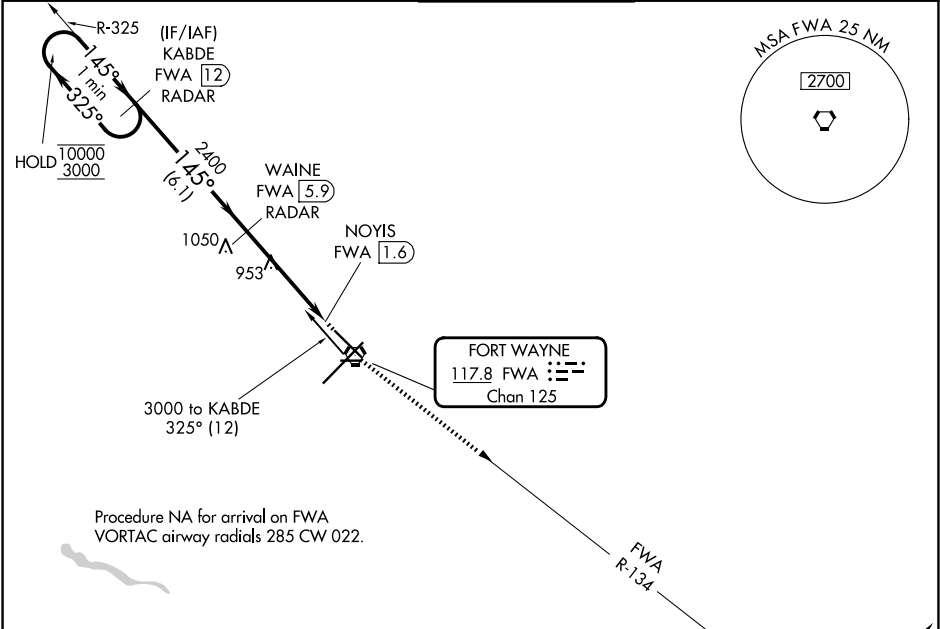 R-325
(IF/IAF)
KABDE
FWA 12
RADAR
145°
1 min
325°
HOLD 10000
3000
2400
145°
(6.1)
WAINE
FWA 5.9
RADAR
1050
953
NOYIS
FWA 1.6
MSA FWA 25 NM
2700
FORT WAYNE
117.8 FWA
Chan 125
3000 to KABDE
325° (12)
Procedure NA for arrival on FWA
VORTAC airway radials 285 CW 022.
FWA
R-134